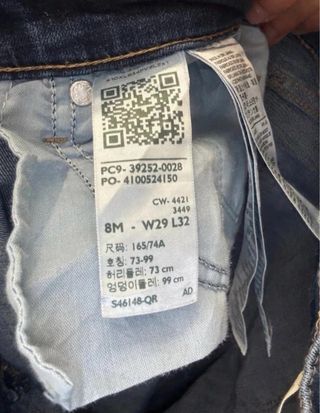 PC9- 39252-0028
PO- 4100524150
CW- 4421
3449
8M - W29 L32
尺码: 165/74A
호칭: 73-99
허리둘레: 73 cm
엉덩이둘레: 99 cm
S46148-QR AD